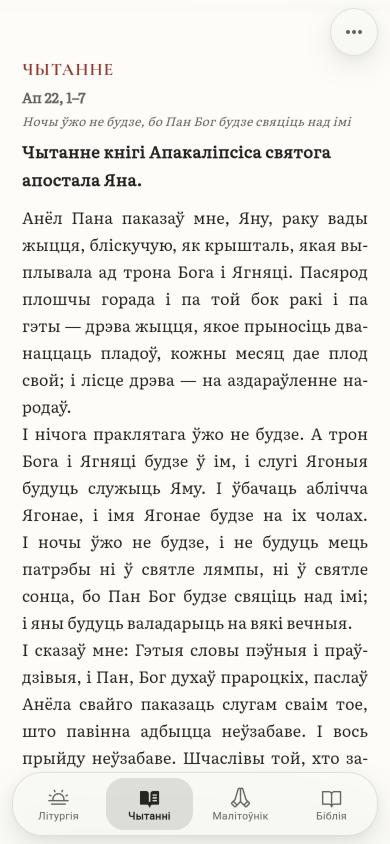 ЧЫТАННЕ
Ап 22, 1–7
Ночы ўжо не будзе, бо Пан Бог будзе свяціць над імі
Чытанне кнігі Апакаліпсіса святога
апостала Яна.
Анёл Пана паказаў мне, Яну, раку вады
жыцця, бліскучую, як крышталь, якая вы-
плывала ад трона Бога і Ягняці. Пасярод
плошчы горада і па той бок ракі і па
гэты — дрэва жыцця, якое прыносіць два-
наццаць пладоў, кожны месяц дае плод
свой; і лісце дрэва — на аздараўленне на-
родаў.
І нічога праклятага ўжо не будзе. А трон
Бога і Ягняці будзе ў ім, і слугі Ягоныя
будуць служыць Яму. І ўбачаць аблічча
Ягонае, і імя Ягонае будзе на іх чолах.
І ночы ўжо не будзе, і не будуць мець
патрэбы ні ў святле лямпы, ні ў святле
сонца, бо Пан Бог будзе свяціць над імі;
і яны будуць валадарыць на вякі вечныя.
І сказаў мне: Гэтыя словы пэўныя і праў-
дзівыя, і Пан, Бог духаў прарочкіх, паслаў
Анёла свайго паказаць слугам сваім тое,
што павінна адбыцца неўзабаве. І вось
прыйду неўзабаве. Шчаслівы той, хто за-
Літургія
Чытанні
Малітоўнік
Біблія